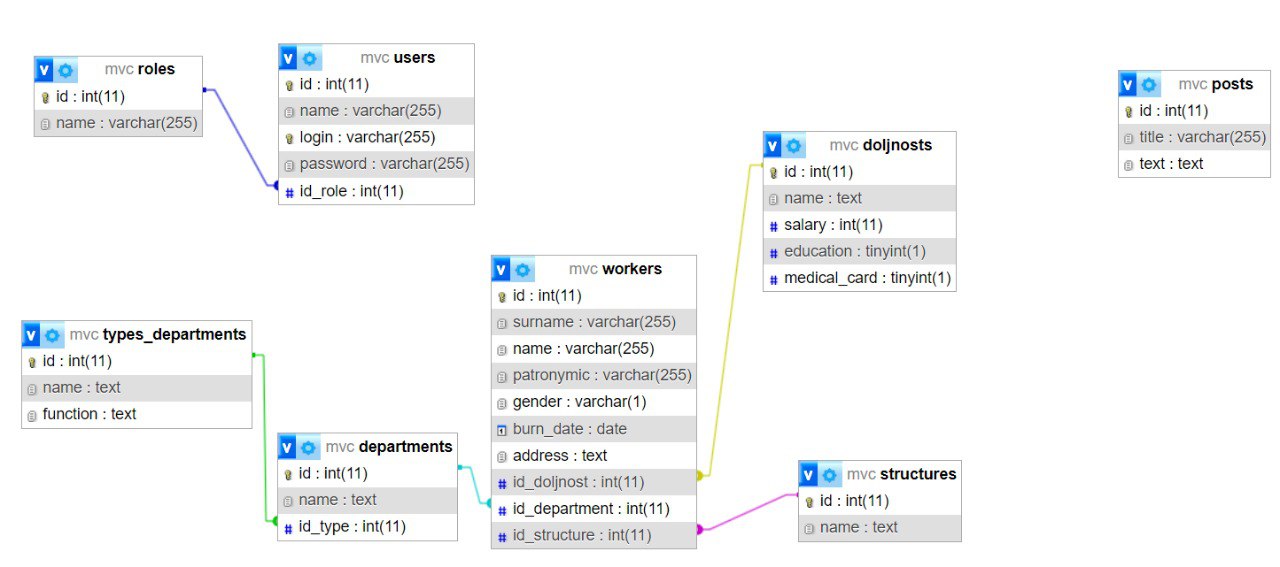 mvc roles
id : int(11)
name : varchar(255)
mvc users
id : int(11)
name : varchar(255)
login : varchar(255)
password : varchar(255)
id_role : int(11)
mvc posts
id : int(11)
title : varchar(255)
text : text
mvc doljnosts
id : int(11)
name : text
salary : int(11)
education : tinyint(1)
medical_card : tinyint(1)
mvc workers
id : int(11)
surname : varchar(255)
name : varchar(255)
patronymic : varchar(255)
gender : varchar(1)
burn_date : date
address : text
id_doljnost : int(11)
id_department : int(11)
id_structure : int(11)
mvc types_departments
id : int(11)
name : text
function : text
mvc departments
id : int(11)
name : text
id_type : int(11)
mvc structures
id : int(11)
name : text